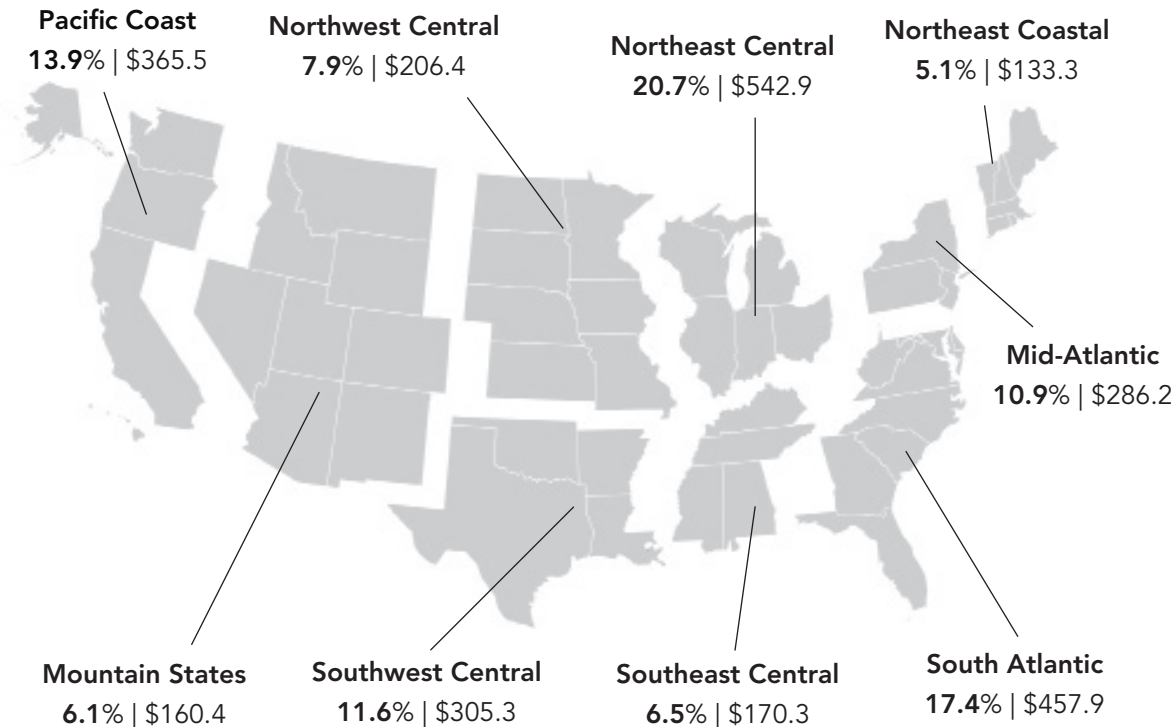 Pacific Coast
13.9% | $365.5
Northwest Central
7.9% | $206.4
Northeast Central
20.7% | $542.9
Northeast Coastal
5.1% | $133.3
Mid-Atlantic
10.9% | $286.2
Mountain States
6.1% | $160.4
Southwest Central
11.6% | $305.3
Southeast Central
6.5% | $170.3
South Atlantic
17.4% | $457.9